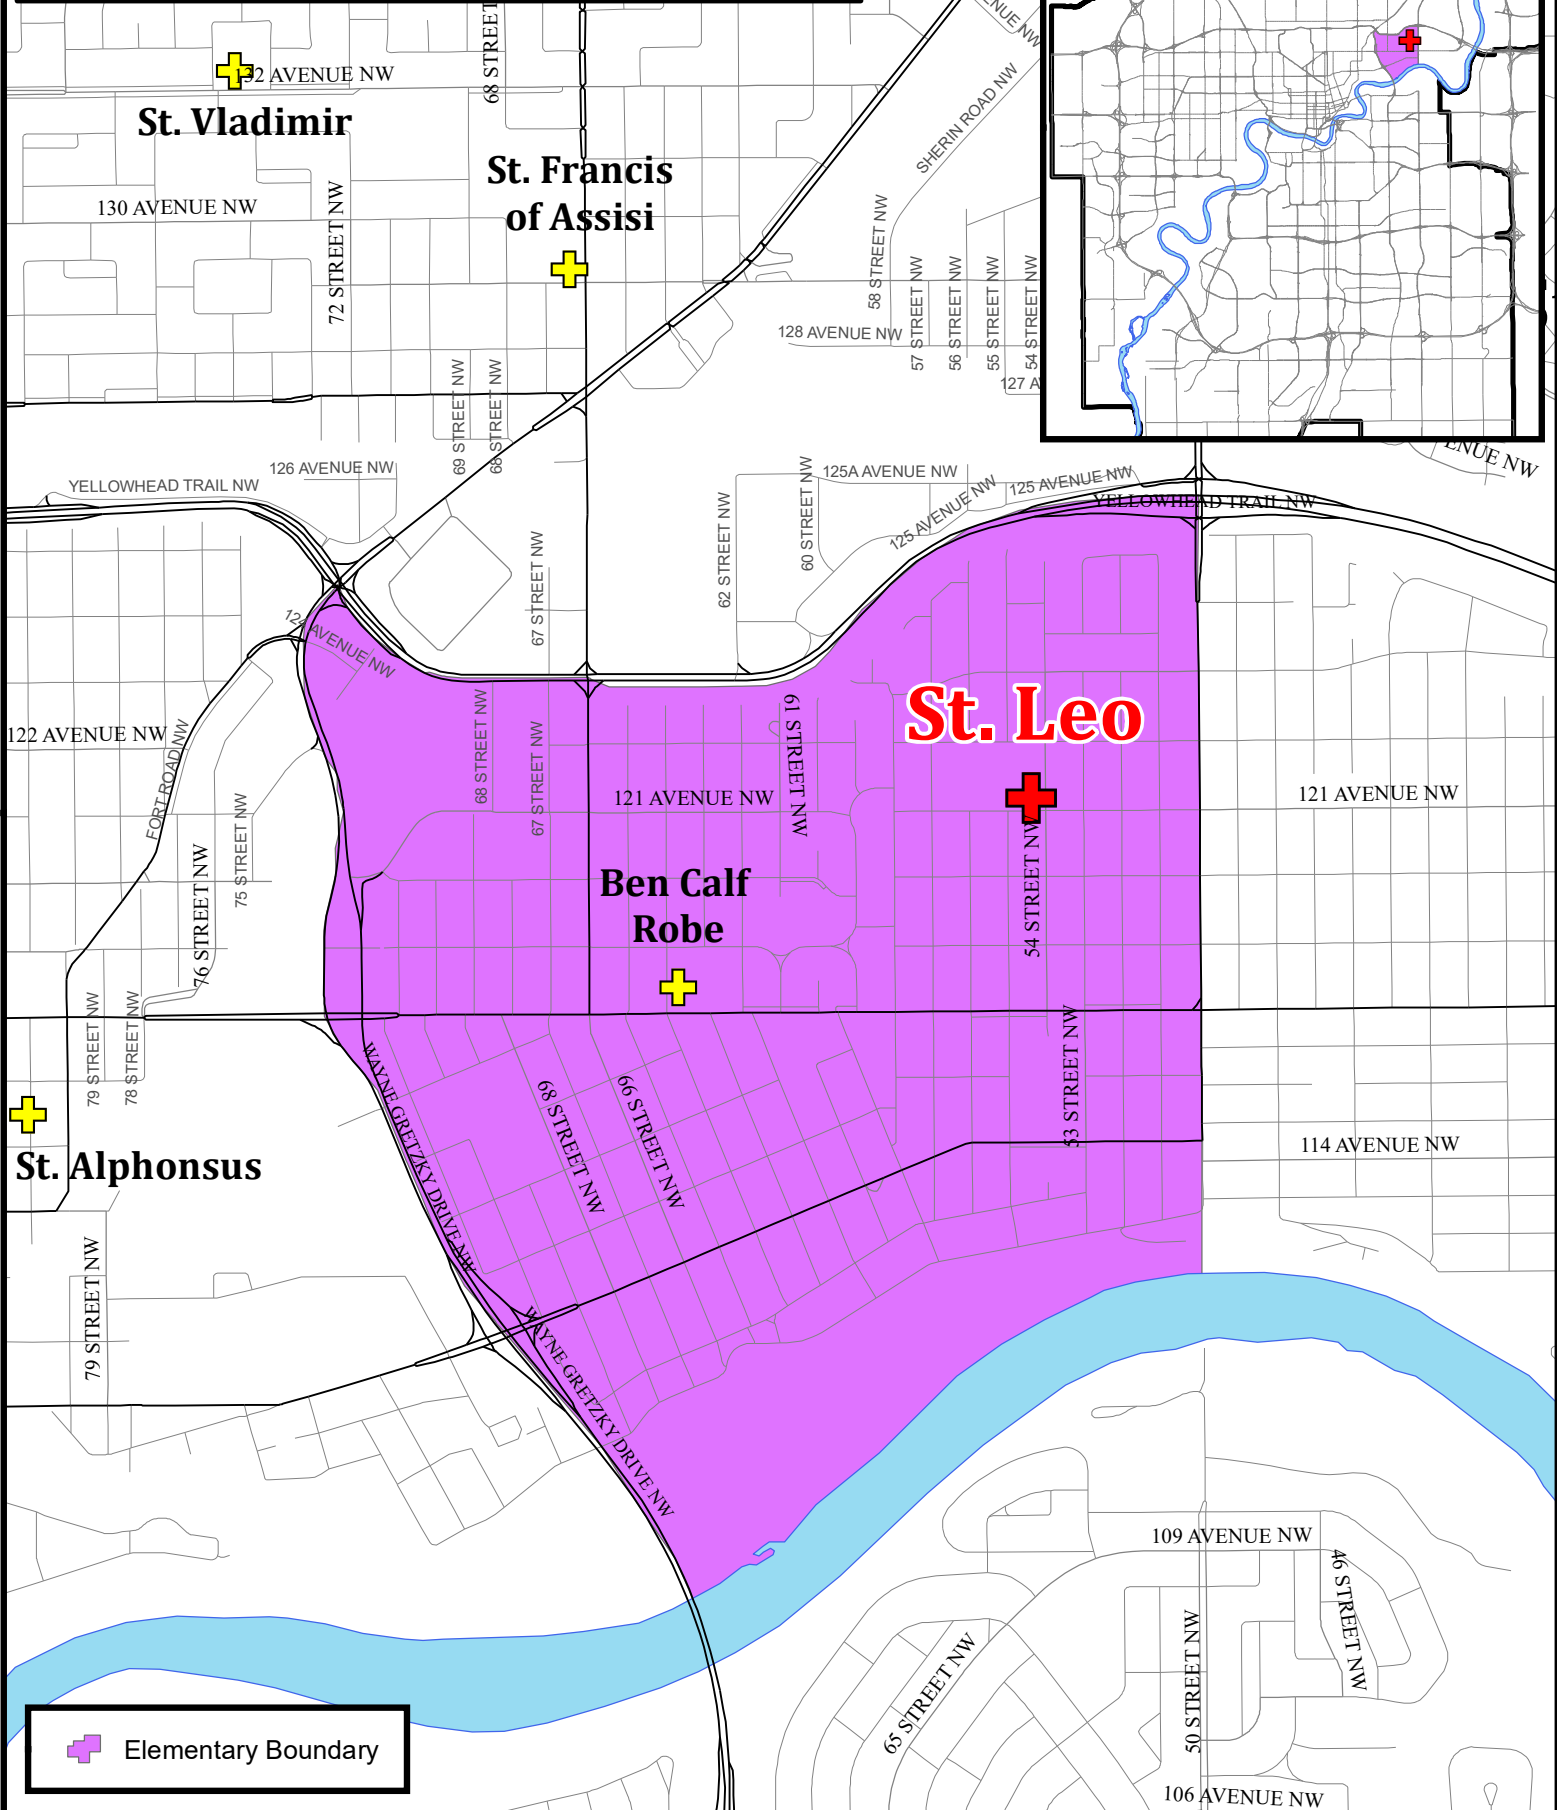 68 STREET
ENUE NW
132 AVENUE NW
St. Vladimir
SHERIN ROAD NW
St. Francis
of Assisi
130 AVENUE NW
72 STREET NW
58 STREET NW
57 STREET NW
56 STREET NW
55 STREET NW
54 STREET NW
128 AVENUE NW
127 A
69 STREET NW
68 STREET NW
ENUE NW
126 AVENUE NW
YELLOWHEAD TRAIL NW
125A AVENUE NW
125 AVENUE NW
125 AVENUE NW
YELLOWHEAD TRAIL NW
60 STREET NW
62 STREET NW
67 STREET NW
124 AVENUE NW
122 AVENUE NW
FORT ROAD NW
68 STREET NW
67 STREET NW
61 STREET NW
St. Leo
121 AVENUE NW
121 AVENUE NW
75 STREET NW
76 STREET NW
54 STREET NW
Ben Calf
Robe
79 STREET NW
78 STREET NW
53 STREET NW
WAYNE GRETZKY DRIVE NW
68 STREET NW
66 STREET NW
114 AVENUE NW
St. Alphonsus
79 STREET NW
WAYNE GRETZKY DRIVE NW
109 AVENUE NW
46 STREET NW
50 STREET NW
65 STREET NW
Elementary Boundary
106 AVENUE NW